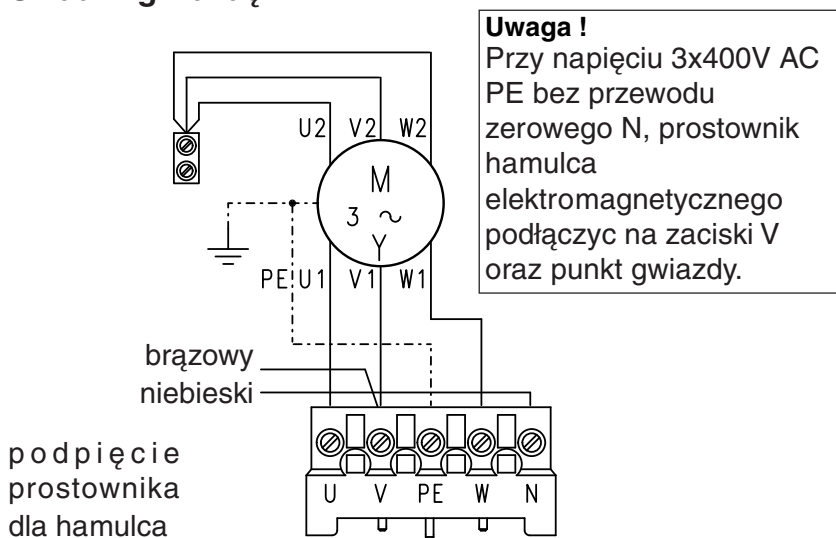 Uwaga !
Przy napięciu 3x400V AC
PE bez przewodu
zerowego N, prostownik
hamulca
elektromagnetycznego
podłączyc na zaciski V
oraz punkt gwiazdy.
U2 V2 W2
M
3 ~
Y
PE U1 V1 W1
brązowy
niebieski
podpięcie
prostownika
dla hamulca
U V PE W N